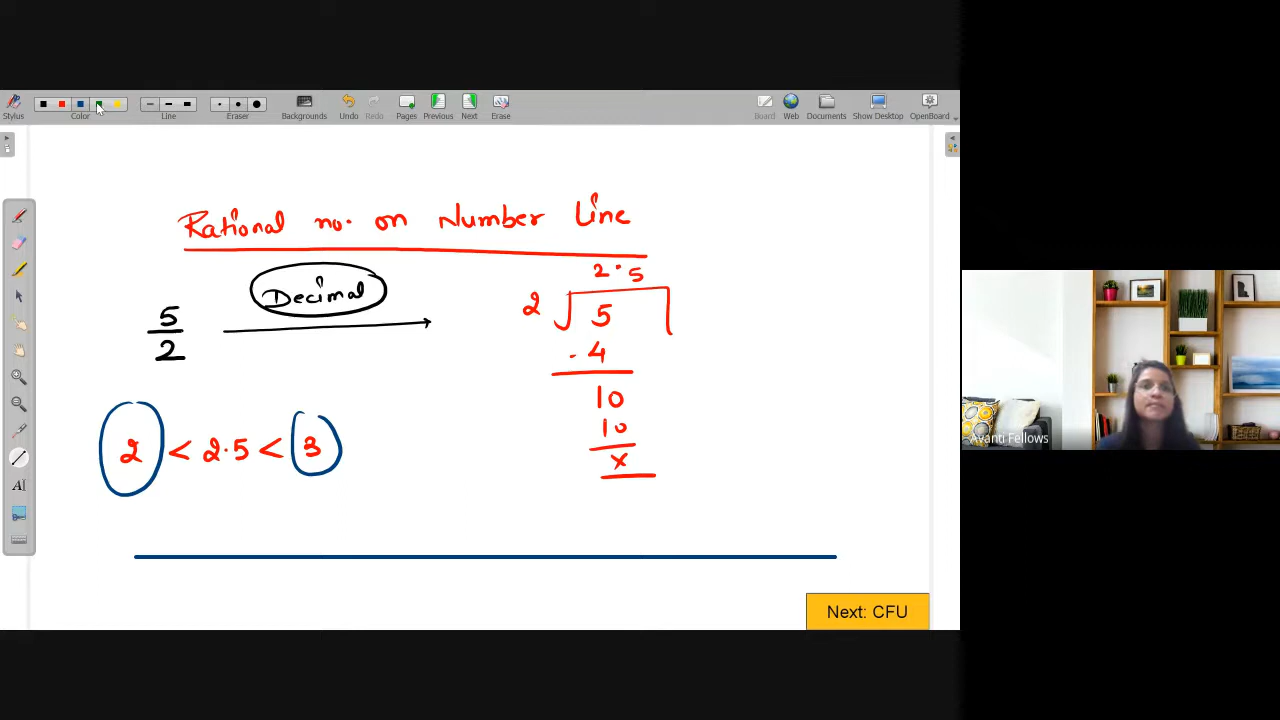 Stylus
Color
Line
Eraser
Backgrounds
Undo
Redo
Pages
Previous
Next
Erase
Board
Web
Documents
Show Desktop
OpenBoard
Rational no. on Number Line
Decimal
5
2
2.5
2 5
- 4
10
10
x
2 < 2.5 < 3
Next: CFU
Avanti Fellows